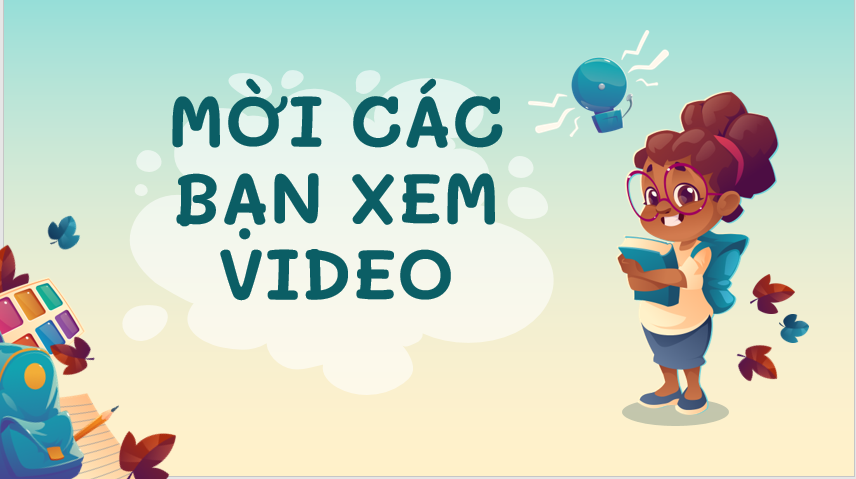 MỜI CÁC
BẠN XEM
VIDEO